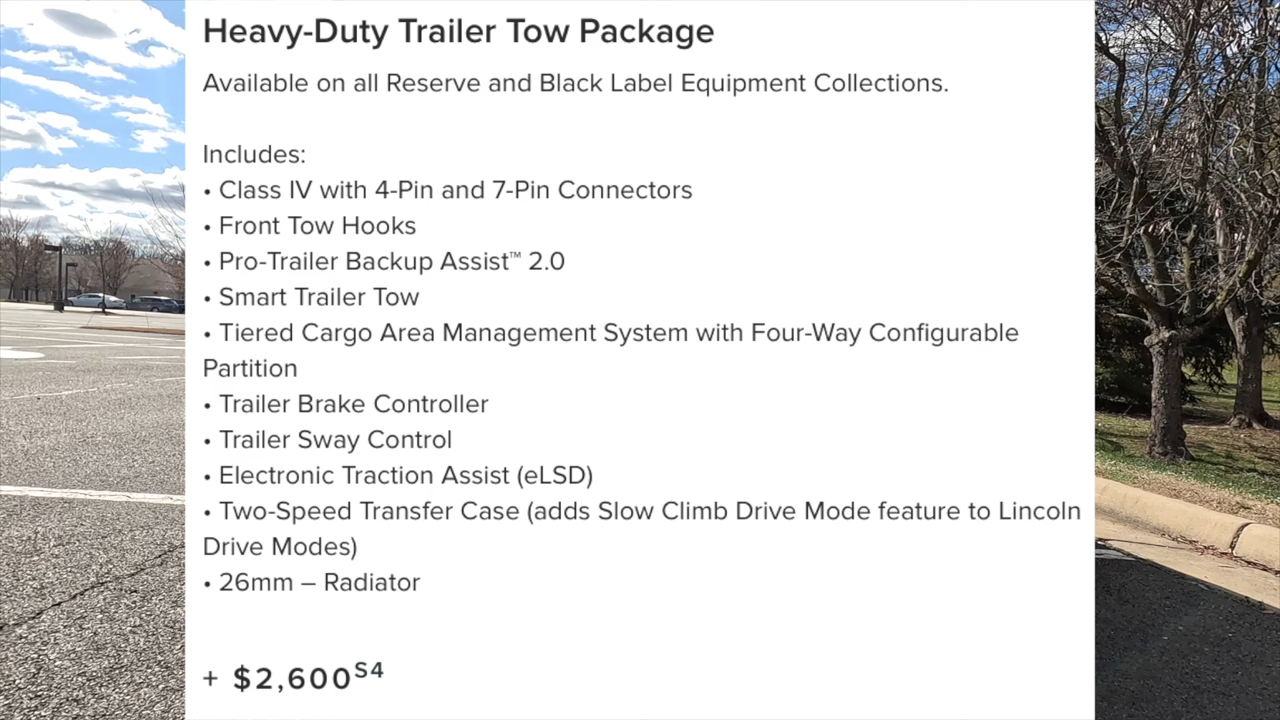 Heavy-Duty Trailer Tow Package
Available on all Reserve and Black Label Equipment Collections.
Includes:
• Class IV with 4-Pin and 7-Pin Connectors
• Front Tow Hooks
• Pro-Trailer Backup Assist™ 2.0
• Smart Trailer Tow
• Tiered Cargo Area Management System with Four-Way Configurable
Partition
• Trailer Brake Controller
• Trailer Sway Control
• Electronic Traction Assist (eLSD)
• Two-Speed Transfer Case (adds Slow Climb Drive Mode feature to Lincoln
Drive Modes)
• 26mm – Radiator
+ $2,600S4